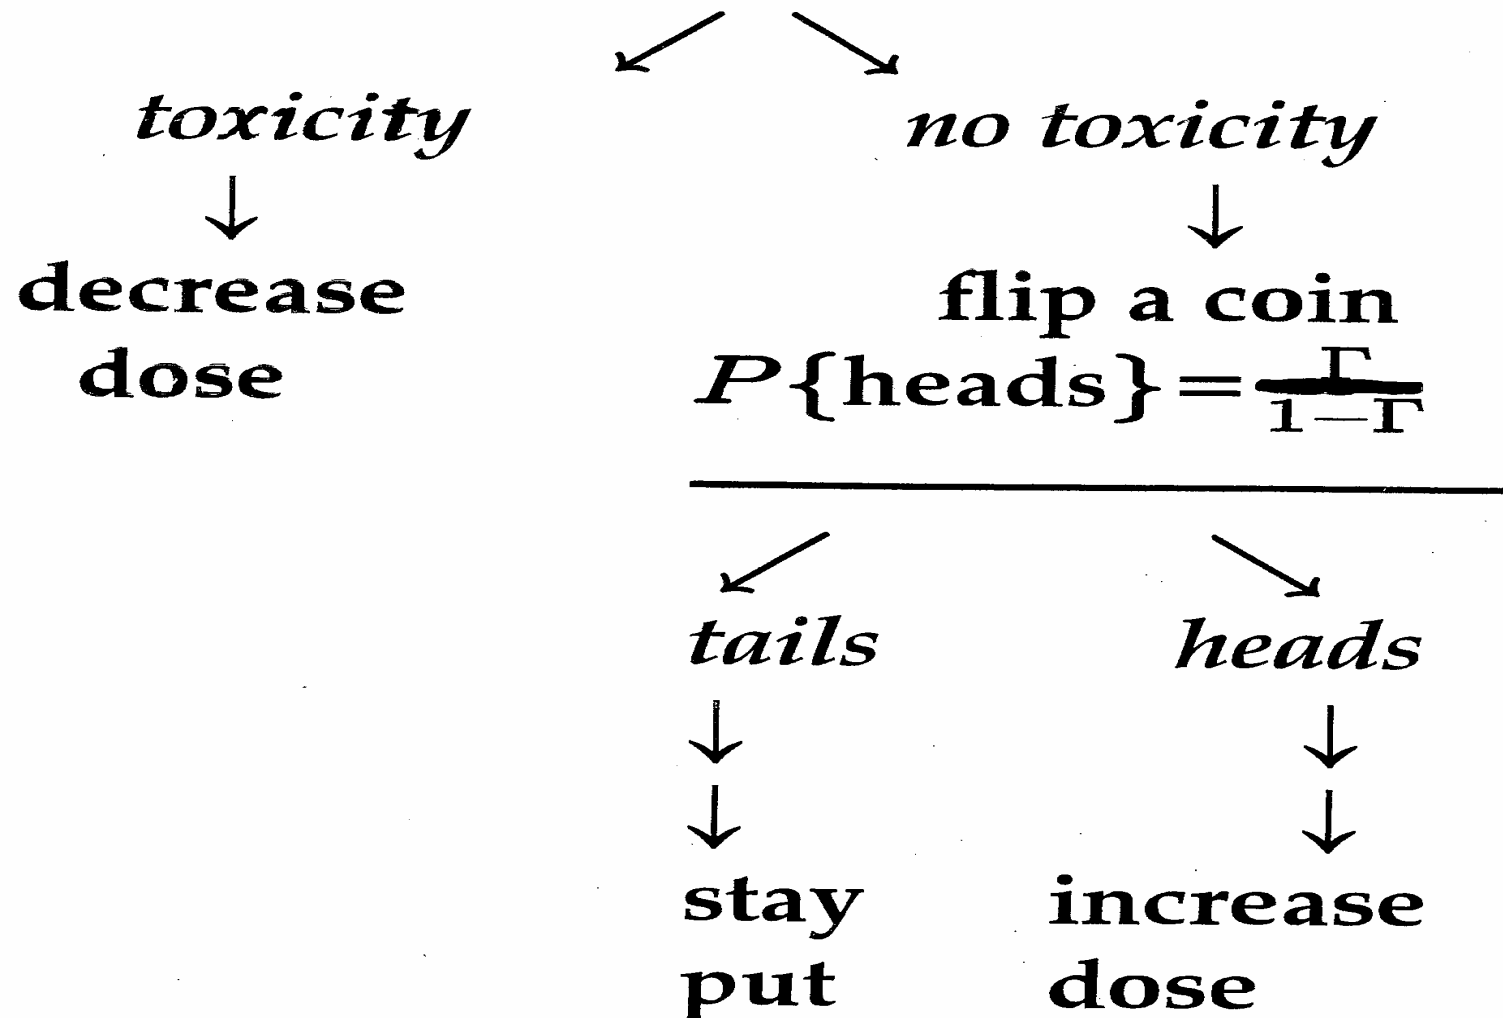 toxicity
no toxicity
decrease
dose
flip a coin
P{heads}=Γ/(1−Γ)
tails
heads
stay
put
increase
dose